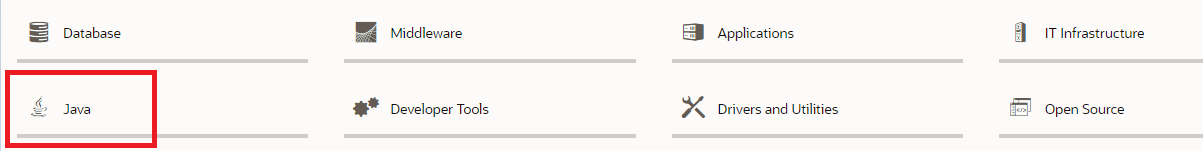 Database Middleware Applications IT Infrastructure
Java Developer Tools Drivers and Utilities Open Source